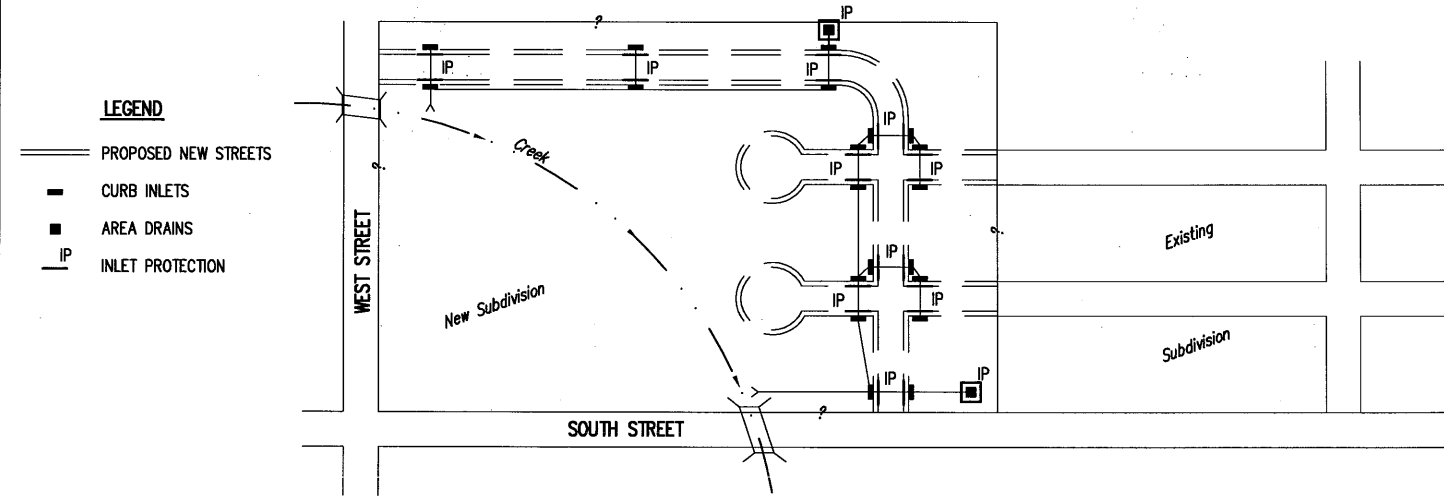 LEGEND
PROPOSED NEW STREETS
CURB INLETS
AREA DRAINS
IP
INLET PROTECTION
WEST STREET
?
IP
IP
IP
IP
?
Creek
New Subdivision
IP
IP
IP
IP
IP
IP
IP
IP
?
?
SOUTH STREET
Existing
Subdivision